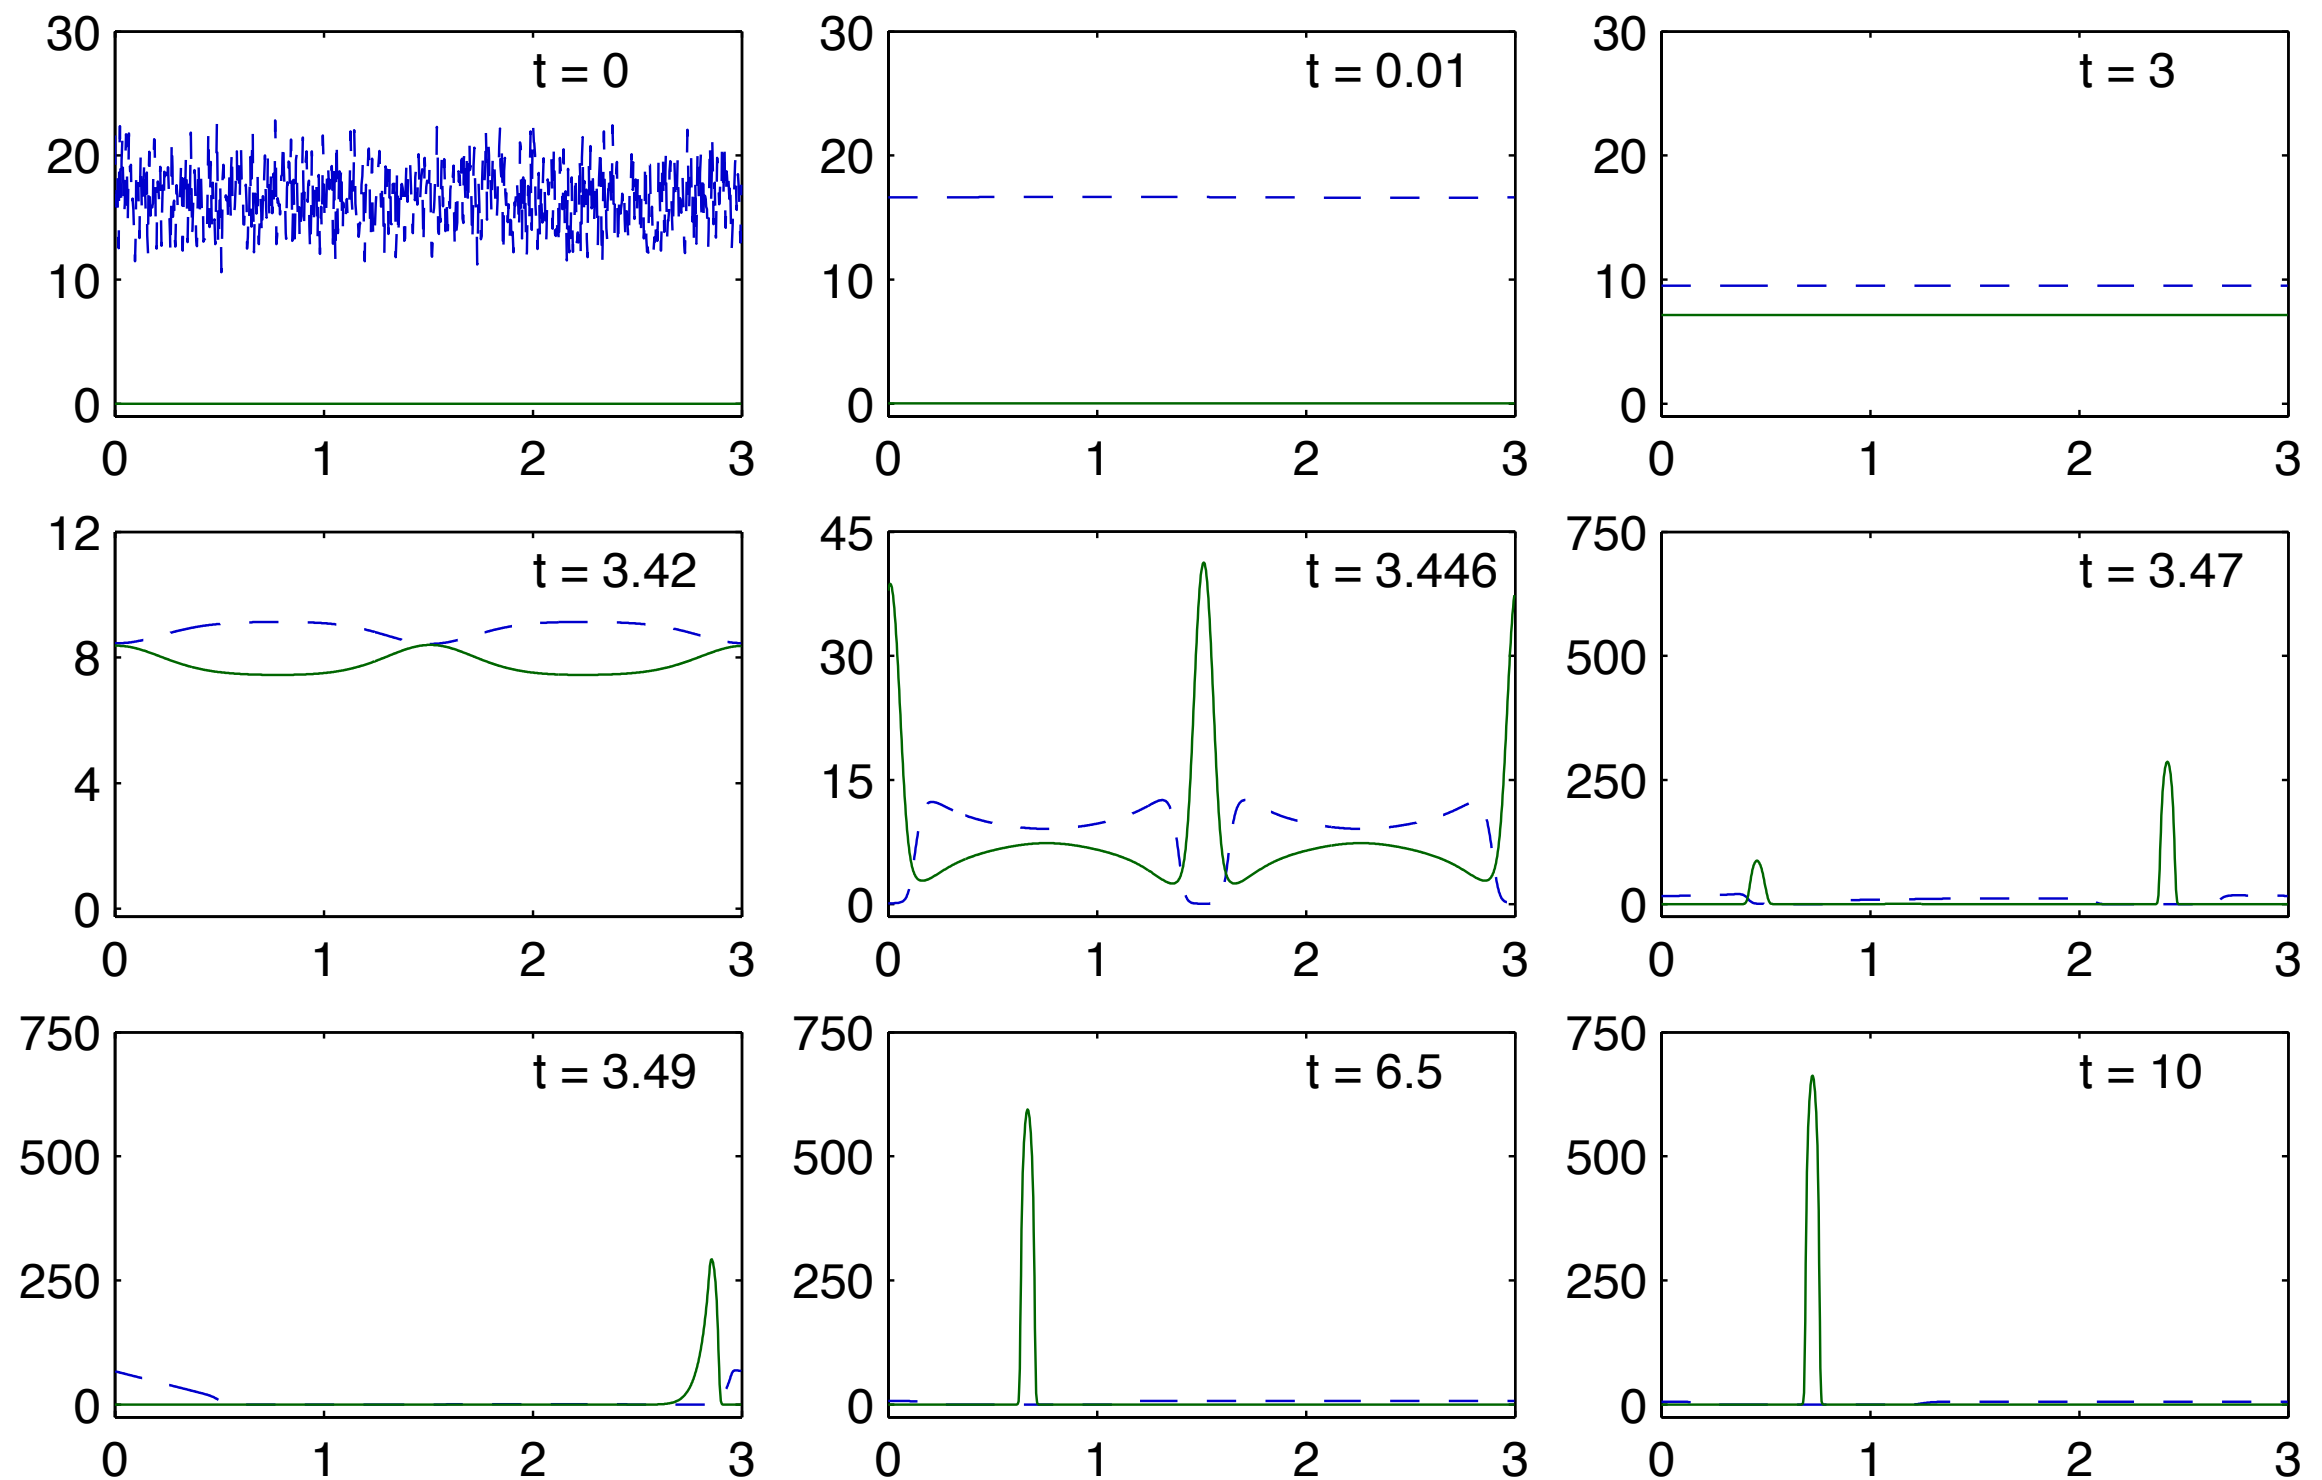 30 30 30
t = 0 t = 0.01 t = 3
20 20 20
10 10 10
0 0 0
0 1 2 3 0 1 2 3 0 1 2 3
12 45 750
t = 3.42 t = 3.446 t = 3.47
8 30 500
4 15 250
0 0 0
0 1 2 3 0 1 2 3 0 1 2 3
750 750 750
t = 3.49 t = 6.5 t = 10
500 500 500
250 250 250
0 0 0
0 1 2 3 0 1 2 3 0 1 2 3